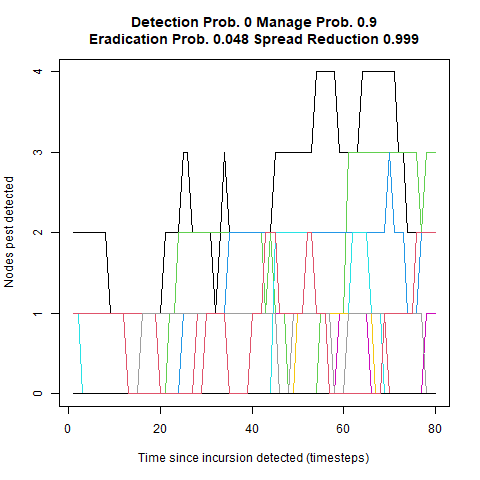 Detection Prob. 0 Manage Prob. 0.9
Eradication Prob. 0.048 Spread Reduction 0.999
Nodes pest detected
4
3
2
1
0
0 20 40 60 80
Time since incursion detected (timesteps)